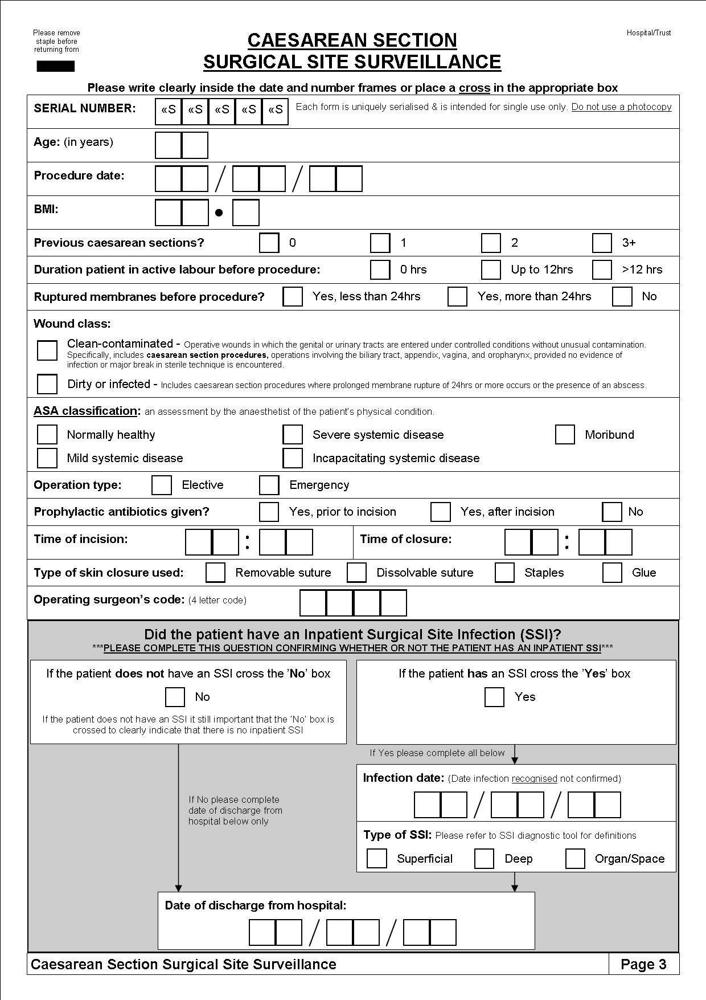 Please remove
staple before
returning from
Hospital/Trust
CAESAREAN SECTION
SURGICAL SITE SURVEILLANCE
Please write clearly inside the date and number frames or place a cross in the appropriate box
SERIAL NUMBER: «S «S «S «S «S Each form is uniquely serialised & is intended for single use only. Do not use a photocopy
Age: (in years)
Procedure date: / /
BMI: •
Previous caesarean sections? 0 1 2 3+
Duration patient in active labour before procedure: 0 hrs Up to 12hrs >12 hrs
Ruptured membranes before procedure? Yes, less than 24hrs Yes, more than 24hrs No
Wound class:
Clean-contaminated - Operative wounds in which the genital or urinary tracts are entered under controlled conditions without unusual contamination.
Specifically, includes caesarean section procedures, operations involving the biliary tract, appendix, vagina, and oropharynx, provided no evidence of
infection or major break in sterile technique is encountered.
Dirty or infected - Includes caesarean section procedures where prolonged membrane rupture of 24hrs or more occurs or the presence of an abscess.
ASA classification: an assessment by the anaesthetist of the patient's physical condition.
Normally healthy Severe systemic disease Moribund
Mild systemic disease Incapacitating systemic disease
Operation type: Elective Emergency
Prophylactic antibiotics given? Yes, prior to incision Yes, after incision No
Time of incision: : Time of closure: :
Type of skin closure used: Removable suture Dissolvable suture Staples Glue
Operating surgeon's code: (4 letter code)
Did the patient have an Inpatient Surgical Site Infection (SSI)?
***PLEASE COMPLETE THIS QUESTION CONFIRMING WHETHER OR NOT THE PATIENT HAS AN INPATIENT SSI***
If the patient does not have an SSI cross the 'No' box
No
If the patient does not have an SSI it still important that the 'No' box is
crossed to clearly indicate that there is no inpatient SSI
If the patient has an SSI cross the 'Yes' box
Yes
If Yes please complete all below
Infection date: (Date infection recognised not confirmed)
/ /
If No please complete
date of discharge from
hospital below only
Type of SSI: Please refer to SSI diagnostic tool for definitions
Superficial Deep Organ/Space
Date of discharge from hospital:
/ /
Caesarean Section Surgical Site Surveillance Page 3